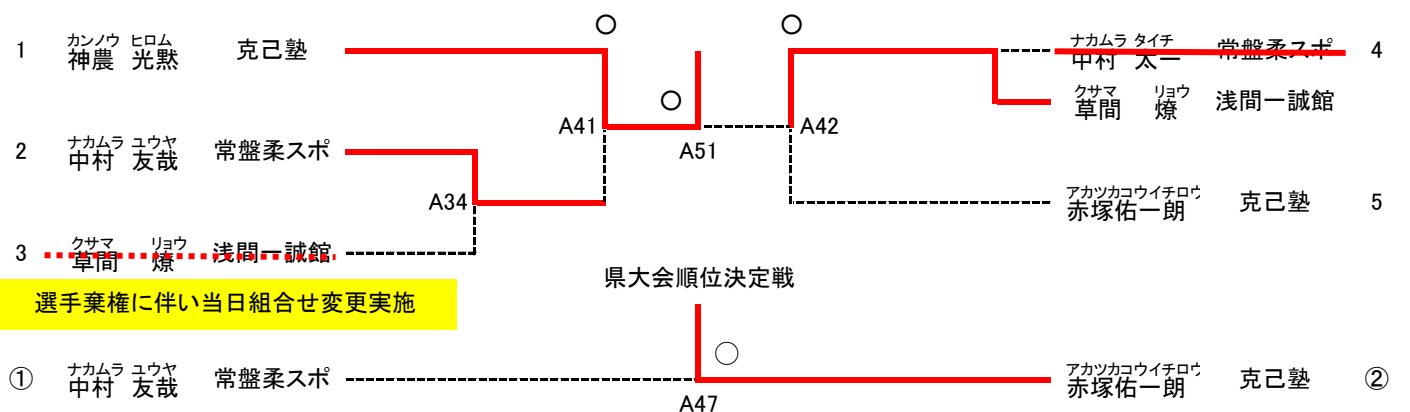 ○ ○
カンノウ ヒロム
1 神農 光黙 克己塾
ナカムラ タイチ
中村 太一 常盤柔スポ 4
○
クサマ リョウ
草間 燎 浅間一誠館
A41 A42
A51
ナカムラ ユウヤ
2 中村 友哉 常盤柔スポ
A34
アカツカコウイチロウ
赤塚佑一朗 克己塾 5
クサマ リョウ
3 草間 燎 浅間一誠館
県大会順位決定戦
選手棄権に伴い当日組合せ変更実施
○
ナカムラ ユウヤ
① 中村 友哉 常盤柔スポ
アカツカコウイチロウ
赤塚佑一朗 克己塾 ②
A47